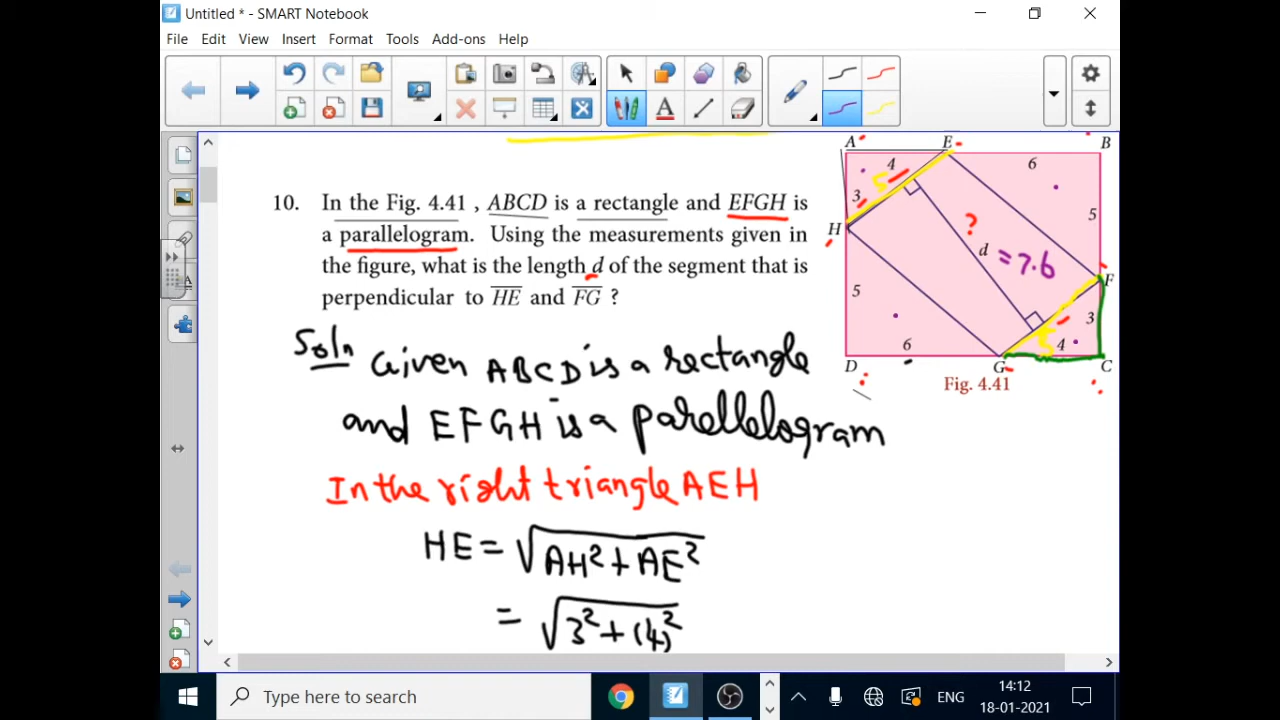 Untitled * - SMART Notebook
File Edit View Insert Format Tools Add-ons Help
10. In the Fig. 4.41 , ABCD is a rectangle and EFGH is
a parallelogram. Using the measurements given in
the figure, what is the length d of the segment that is
perpendicular to HE and FG ?
A 4 E 6 B
3 5 5
H ? d = 7.6 F
5 5 3
6 4
D G C
Fig. 4.41
Soln Given ABCD is a rectangle
and EFGH is a parellelogram
In the right triangle AEH
HE = √AH² + AE²
= √3² + (4)²
Type here to search
ENG
14:12
18-01-2021